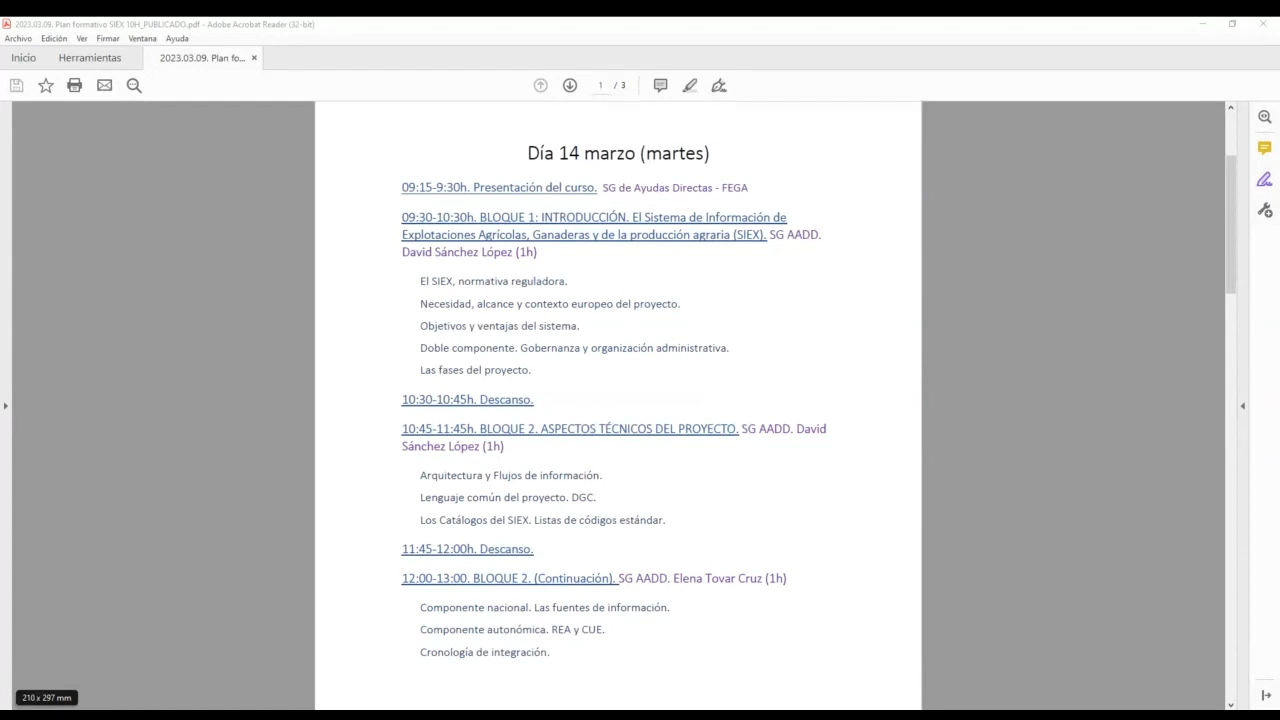 2023.03.09. Plan formativo SIEX 10H_PUBLICADO.pdf - Adobe Acrobat Reader (32-bit)
Archivo Edición Ver Firmar Ventana Ayuda
Inicio Herramientas 2023.03.09. Plan fo... ×
1 / 3
Día 14 marzo (martes)
09:15-9:30h. Presentación del curso. SG de Ayudas Directas - FEGA
09:30-10:30h. BLOQUE 1: INTRODUCCIÓN. El Sistema de Información de
Explotaciones Agrícolas, Ganaderas y de la producción agraria (SIEX). SG AADD.
David Sánchez López (1h)
El SIEX, normativa reguladora.
Necesidad, alcance y contexto europeo del proyecto.
Objetivos y ventajas del sistema.
Doble componente. Gobernanza y organización administrativa.
Las fases del proyecto.
10:30-10:45h. Descanso.
10:45-11:45h. BLOQUE 2. ASPECTOS TÉCNICOS DEL PROYECTO. SG AADD. David
Sánchez López (1h)
Arquitectura y Flujos de información.
Lenguaje común del proyecto. DGC.
Los Catálogos del SIEX. Listas de códigos estándar.
11:45-12:00h. Descanso.
12:00-13:00. BLOQUE 2. (Continuación). SG AADD. Elena Tovar Cruz (1h)
Componente nacional. Las fuentes de información.
Componente autonómica. REA y CUE.
Cronología de integración.
210 x 297 mm